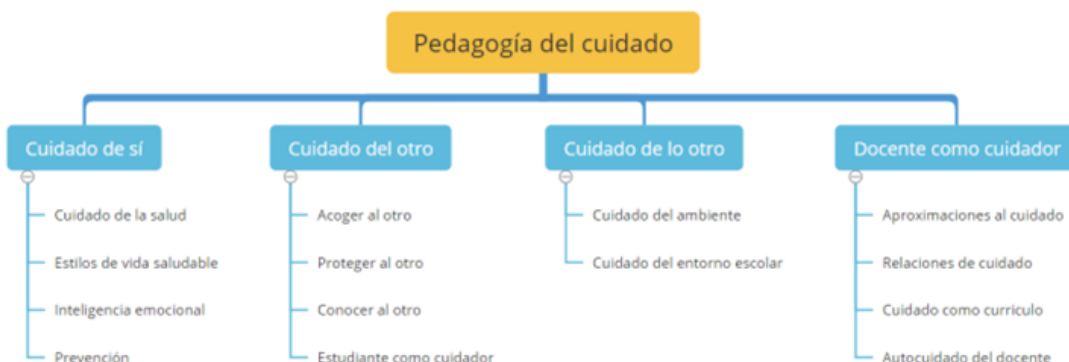 Pedagogía del cuidado
Cuidado de sí
Cuidado de la salud
Estilos de vida saludable
Inteligencia emocional
Prevención
Cuidado del otro
Acoger al otro
Proteger al otro
Conocer al otro
Estudiante como cuidador
Cuidado de lo otro
Cuidado del ambiente
Cuidado del entorno escolar
Docente como cuidador
Aproximaciones al cuidado
Relaciones de cuidado
Cuidado como curriculo
Autocuidado del docente